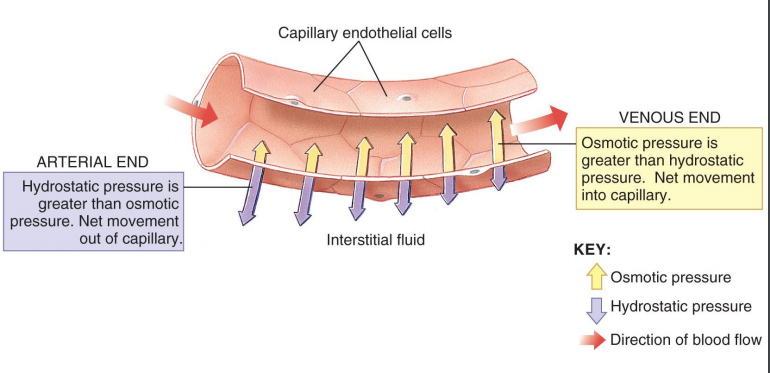 Capillary endothelial cells
ARTERIAL END
Hydrostatic pressure is
greater than osmotic
pressure. Net movement
out of capillary.
VENOUS END
Osmotic pressure is
greater than hydrostatic
pressure.  Net movement
into capillary.
Interstitial fluid
KEY:
Osmotic pressure
Hydrostatic pressure
Direction of blood flow